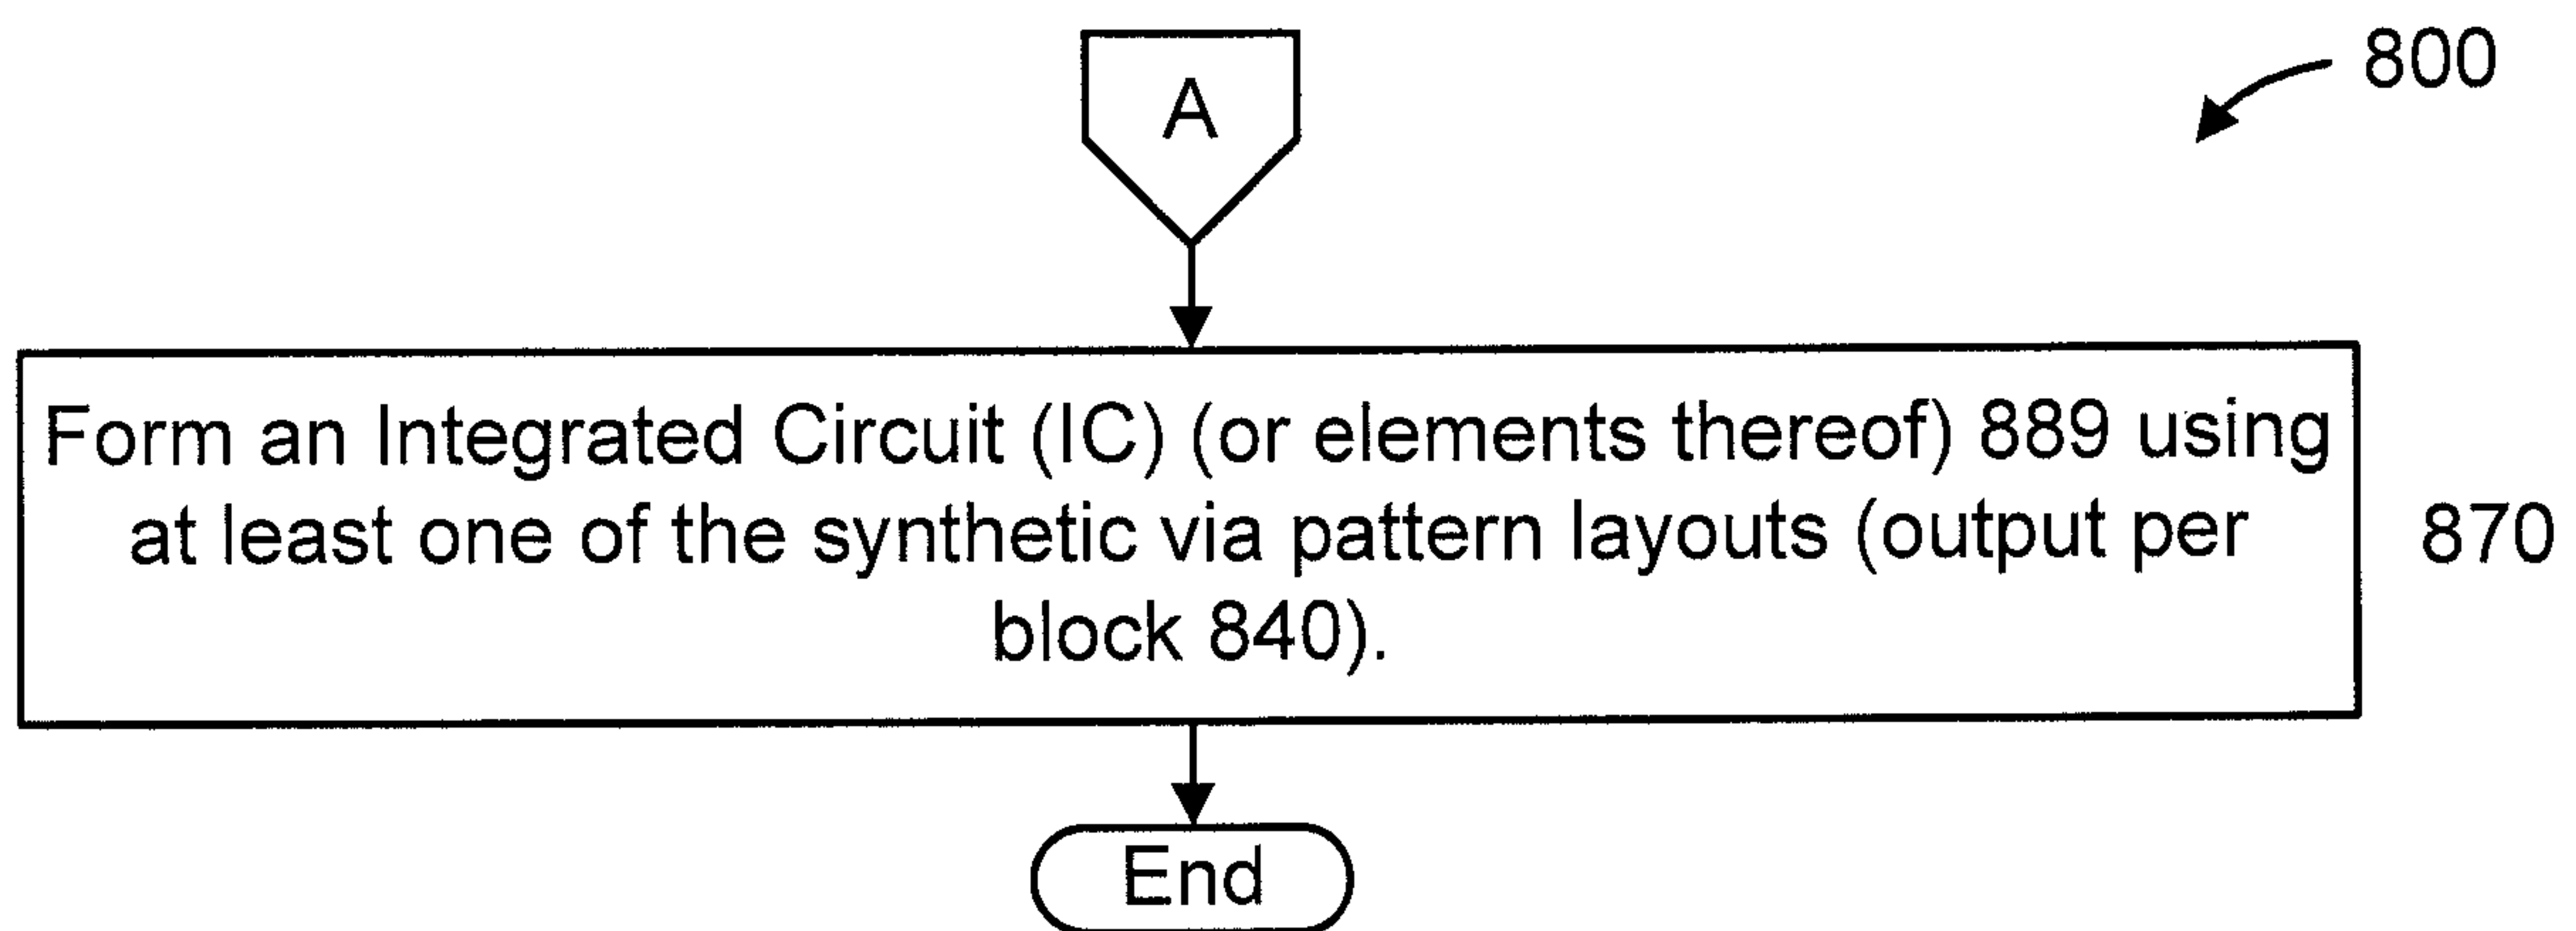 A
800
Form an Integrated Circuit (IC) (or elements thereof) 889 using
at least one of the synthetic via pattern layouts (output per
block 840).
870
End